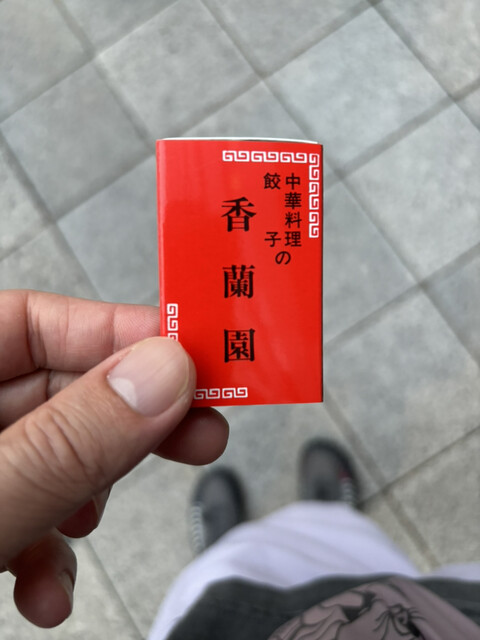 中華料理の
餃子
香蘭園